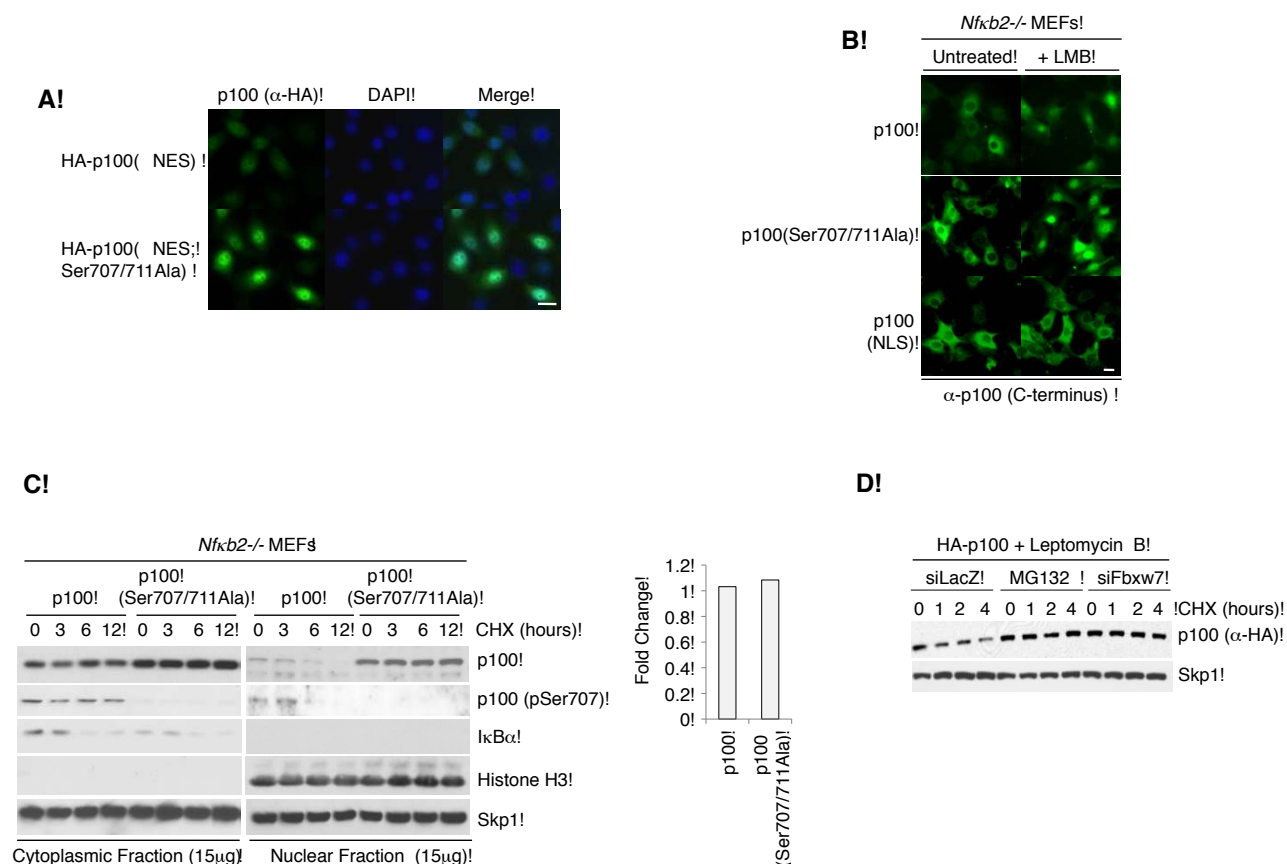 A!
p100 (α-HA)!
DAPI!
Merge!
HA-p100( NES) !
HA-p100( NES;!
Ser707/711Ala) !
B!
Nfκb2-/- MEFs!
Untreated!
+ LMB!
p100!
p100(Ser707/711Ala)!
p100
(NLS)!
α-p100 (C-terminus) !
C!
Nfκb2-/- MEFs!
p100!
p100!
(Ser707/711Ala)!
p100!
p100!
(Ser707/711Ala)!
0 3 6 12! 0 3 6 12! 0 3 6 12! 0 3 6 12! CHX (hours)!
p100!
p100 (pSer707)!
IκBα!
Histone H3!
Skp1!
Cytoplasmic Fraction (15μg)!
Nuclear Fraction (15μg)!
Fold Change!
1.2!
1!
0.8!
0.6!
0.4!
0.2!
0!
p100!
p100
(Ser707/711Ala)!
D!
HA-p100 + Leptomycin B!
siLacZ! MG132 ! siFbxw7!
0 1 2 4 0 1 2 4 0 1 2 4 !CHX (hours)!
p100 (α-HA)!
Skp1!